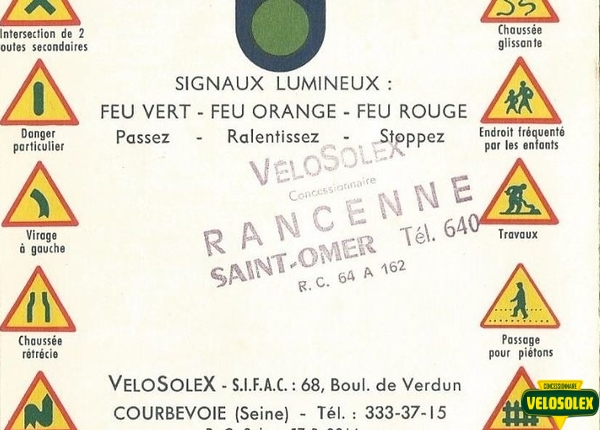 Intersection de 2
routes secondaires
Danger
particulier
Virage
à gauche
Chaussée
rétrécie
SIGNAUX LUMINEUX :
FEU VERT - FEU ORANGE - FEU ROUGE
Passez - Ralentissez - Stoppez
VELOSOLEX
Concessionnaire
RANCENNE
SAINT-OMER Tél. 640
R. C. 64 A 162
VELOSOLEX - S.I.F.A.C. : 68, Boul. de Verdun
COURBEVOIE (Seine) - Tél. : 333-37-15
Chaussée
glissante
Endroit fréquenté
par les enfants
Travaux
Passage
pour piétons
CONCESSIONNAIRE
VELOSOLEX